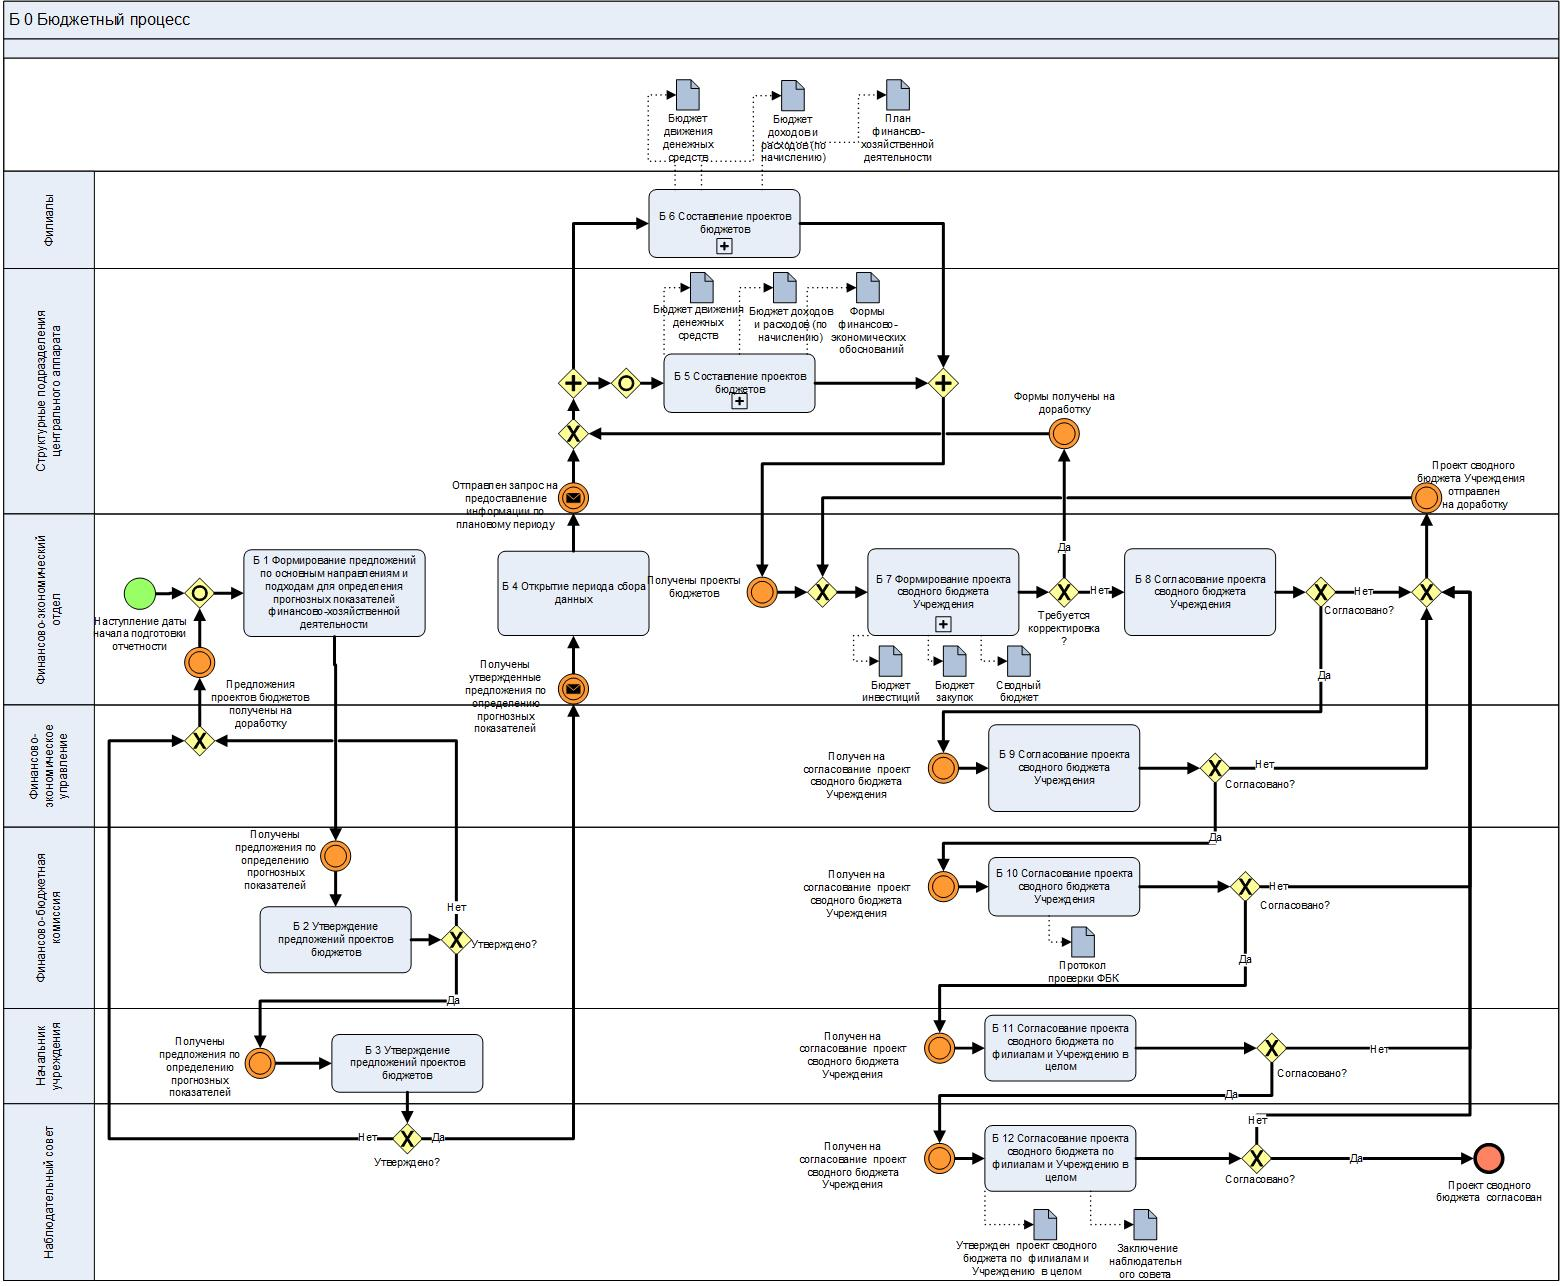 Б 0 Бюджетный процесс
Бюджет
движения
денежных
средств
Бюджет
доходов и
расходов (по
начислению)
План
финансво-
хозяйственной
деятельности
Филиалы
Б 6 Составление проектов
бюджетов
Структурные подразделения
центрального аппарата
Бюджет движения
денежных
средств
Бюджет доходов
и расходов (по
начислению)
Формы
финансово-
экономических
обоснований
Б 5 Составление проектов
бюджетов
Формы получены на
доработку
Отправлен запрос на
предоставление
информации по
плановому периоду
Проект сводного
бюджета Учреждения
отправлен
на доработку
Финансово-экономический
отдел
Наступление даты
начала подготовки
отчетности
Б 1 Формирование предложений
по основным направлениям и
подходам для определения
прогнозных показателей
финансово-хозяйственной
деятельности
Предложения
проектов бюджетов
получены на
доработку
Б 4 Открытие периода сбора
данных
Получены
утвержденные
предложения по
определению
прогнозных
показателей
Получены проекты
бюджетов
Б 7 Формирование проекта
сводного бюджета
Учреждения
Бюджет
инвестиций
Бюджет
закупок
Сводный
бюджет
Да
Нет
Требуется
корректировка
?
Б 8 Согласование проекта
сводного бюджета
Учреждения
Нет
Согласовано?
Да
Финансово-
экономическое
управление
Получен на
согласование проект
сводного бюджета
Учреждения
Б 9 Согласование проекта
сводного бюджета
Учреждения
Нет
Согласовано?
Да
Финансово-бюджетная
комиссия
Получены
предложения по
определению
прогнозных
показателей
Б 2 Утверждение
предложений проектов
бюджетов
Нет
Утверждено?
Да
Получен на
согласование проект
сводного бюджета
Учреждения
Б 10 Согласование проекта
сводного бюджета
Учреждения
Протокол
проверки ФБК
Нет
Согласовано?
Да
Начальник
учреждения
Получены
предложения по
определению
прогнозных
показателей
Б 3 Утверждение
предложений проектов
бюджетов
Получен на
согласование проект
сводного бюджета
Учреждения
Б 11 Согласование проекта
сводного бюджета по
филиалам и Учреждению в
целом
Нет
Согласовано?
Да
Наблюдательный совет
Нет
Да
Утверждено?
Получен на
согласование проект
сводного бюджета
Учреждения
Б 12 Согласование проекта
сводного бюджета по
филиалам и Учреждению в
целом
Утвержден проект сводного
бюджета по филиалам и
Учреждению в целом
Заключение
наблюдательн
ого совета
Нет
Согласовано?
Да
Проект сводного
бюджета согласован